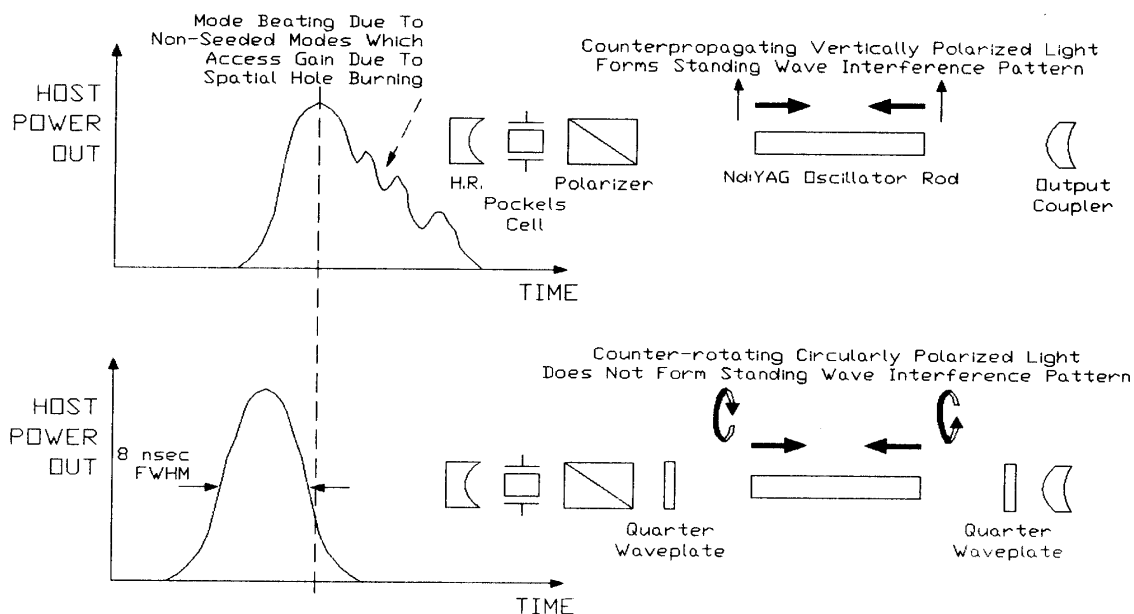 Mode Beating Due To
Non-Seeded Modes Which
Access Gain Due To
Spatial Hole Burning
HOST
POWER
OUT
TIME
Counterpropagating Vertically Polarized Light
Forms Standing Wave Interference Pattern
H.R.
Pockels
Cell
Polarizer
Nd:YAG Oscillator Rod
Output
Coupler
HOST
POWER
OUT
8 nsec
FWHM
TIME
Counter-rotating Circularly Polarized Light
Does Not Form Standing Wave Interference Pattern
Quarter
Waveplate
Quarter
Waveplate